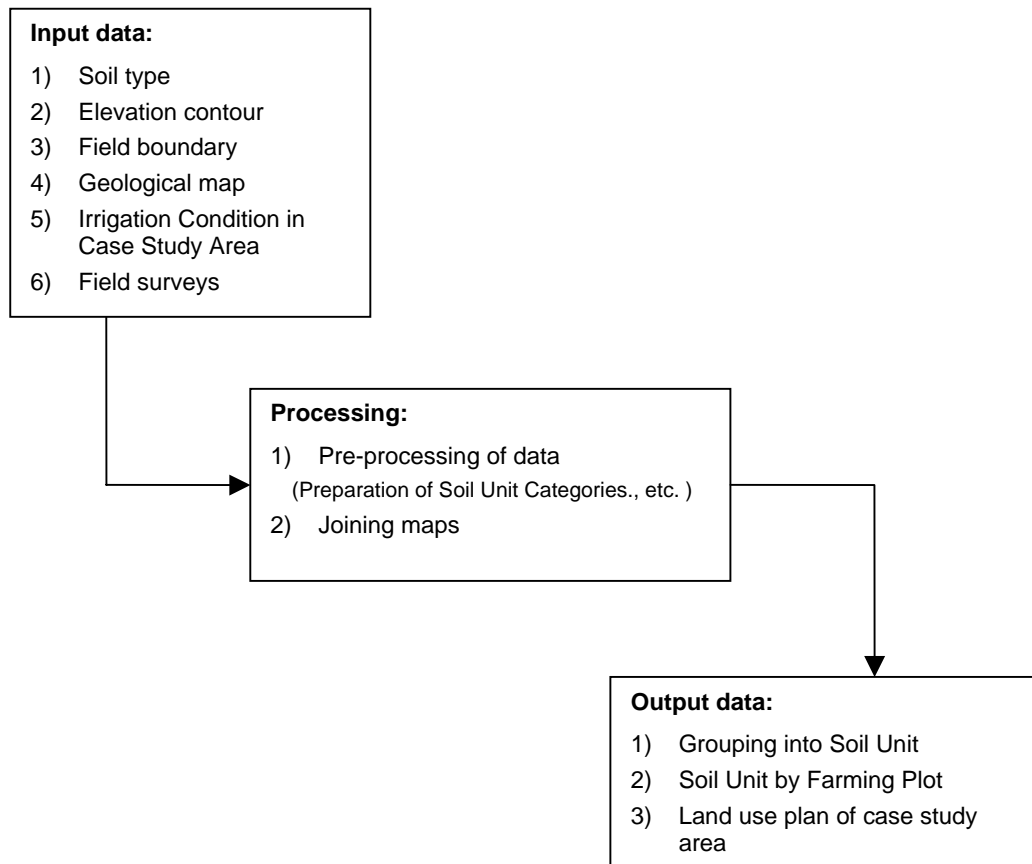 Input data:
1) Soil type
2) Elevation contour
3) Field boundary
4) Geological map
5) Irrigation Condition in
Case Study Area
6) Field surveys
Processing:
1) Pre-processing of data
(Preparation of Soil Unit Categories., etc. )
2) Joining maps
Output data:
1) Grouping into Soil Unit
2) Soil Unit by Farming Plot
3) Land use plan of case study
area